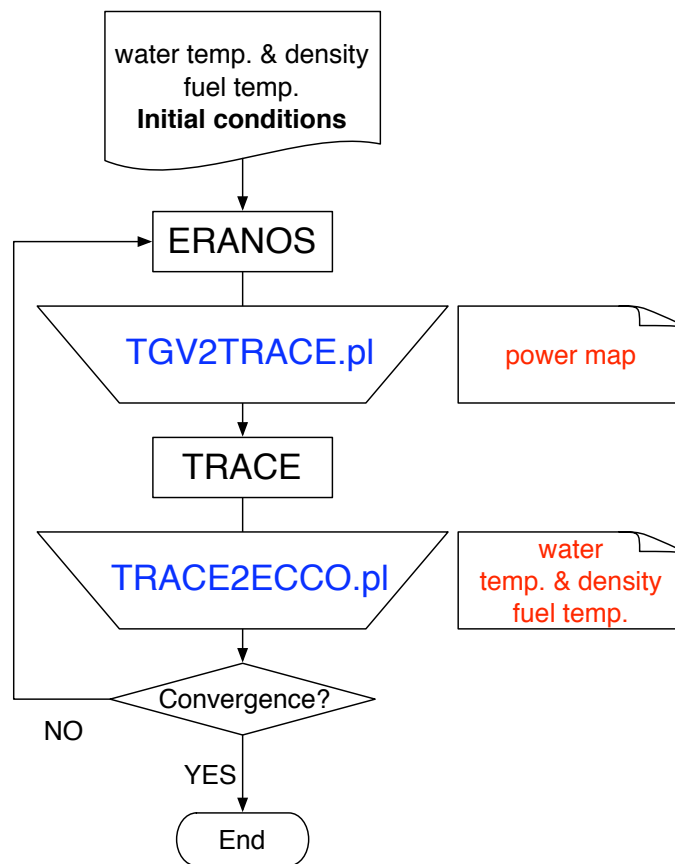 water temp. & density
fuel temp.
Initial conditions
ERANOS
TGV2TRACE.pl
power map
TRACE
TRACE2ECCO.pl
water
temp. & density
fuel temp.
Convergence?
NO
YES
End